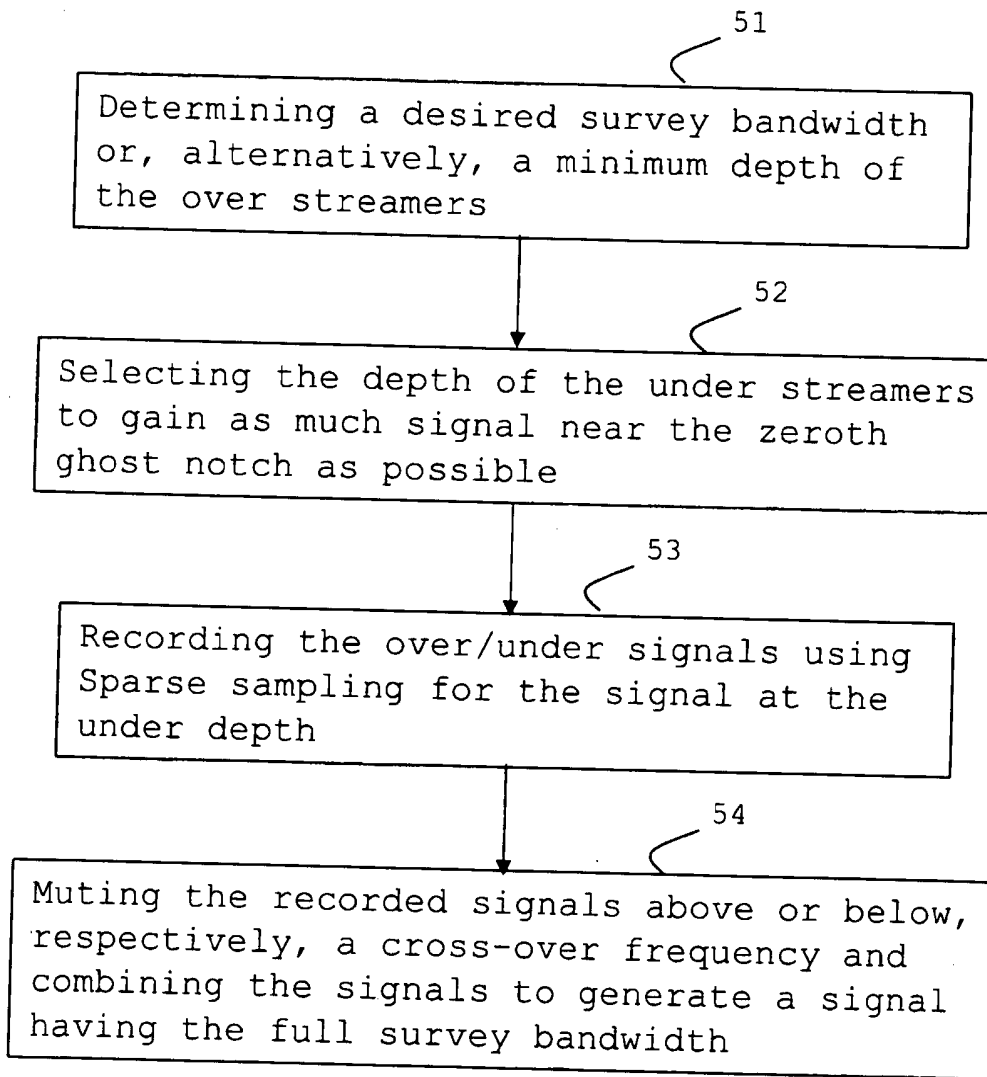 51
Determining a desired survey bandwidth
or, alternatively, a minimum depth of
the over streamers
52
Selecting the depth of the under streamers
to gain as much signal near the zeroth
ghost notch as possible
53
Recording the over/under signals using
Sparse sampling for the signal at the
under depth
54
Muting the recorded signals above or below,
respectively, a cross-over frequency and
combining the signals to generate a signal
having the full survey bandwidth